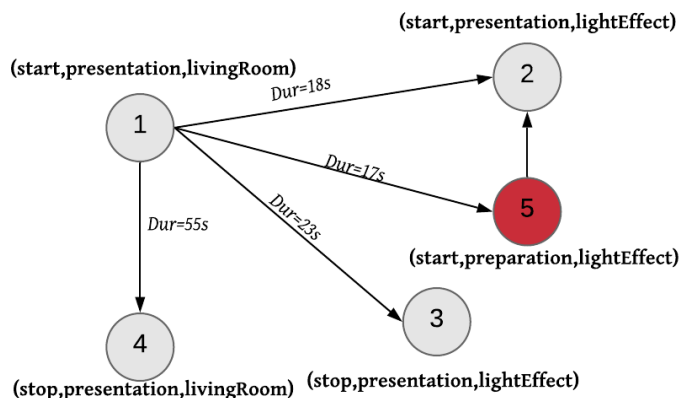 (start,presentation,lightEffect)
2
(start,presentation,livingRoom)
1
Dur=18s
Dur=17s
5
(start,preparation,lightEffect)
Dur=55s
Dur=23s
3
4
(stop,presentation,lightEffect)
(stop,presentation,livingRoom)